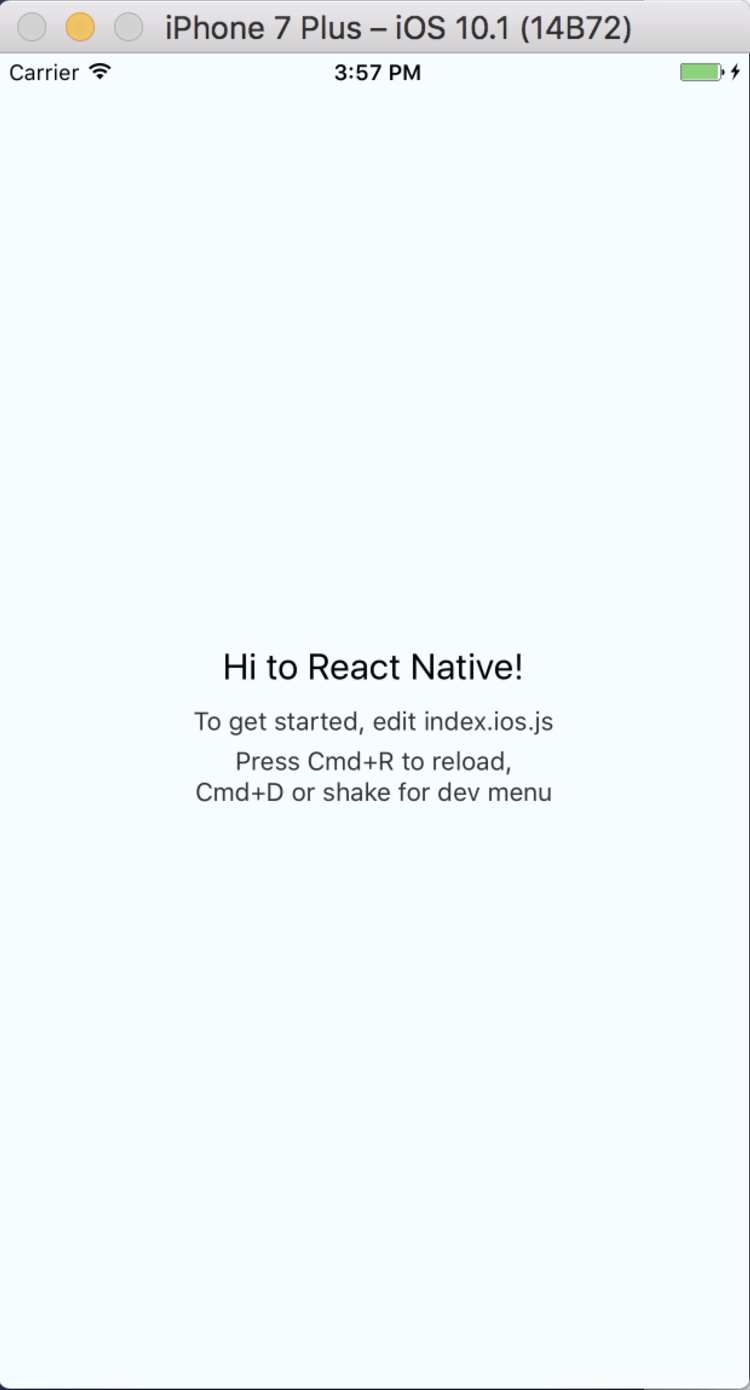 iPhone 7 Plus – iOS 10.1 (14B72)
Carrier 3:57 PM
Hi to React Native!
To get started, edit index.ios.js
Press Cmd+R to reload,
Cmd+D or shake for dev menu